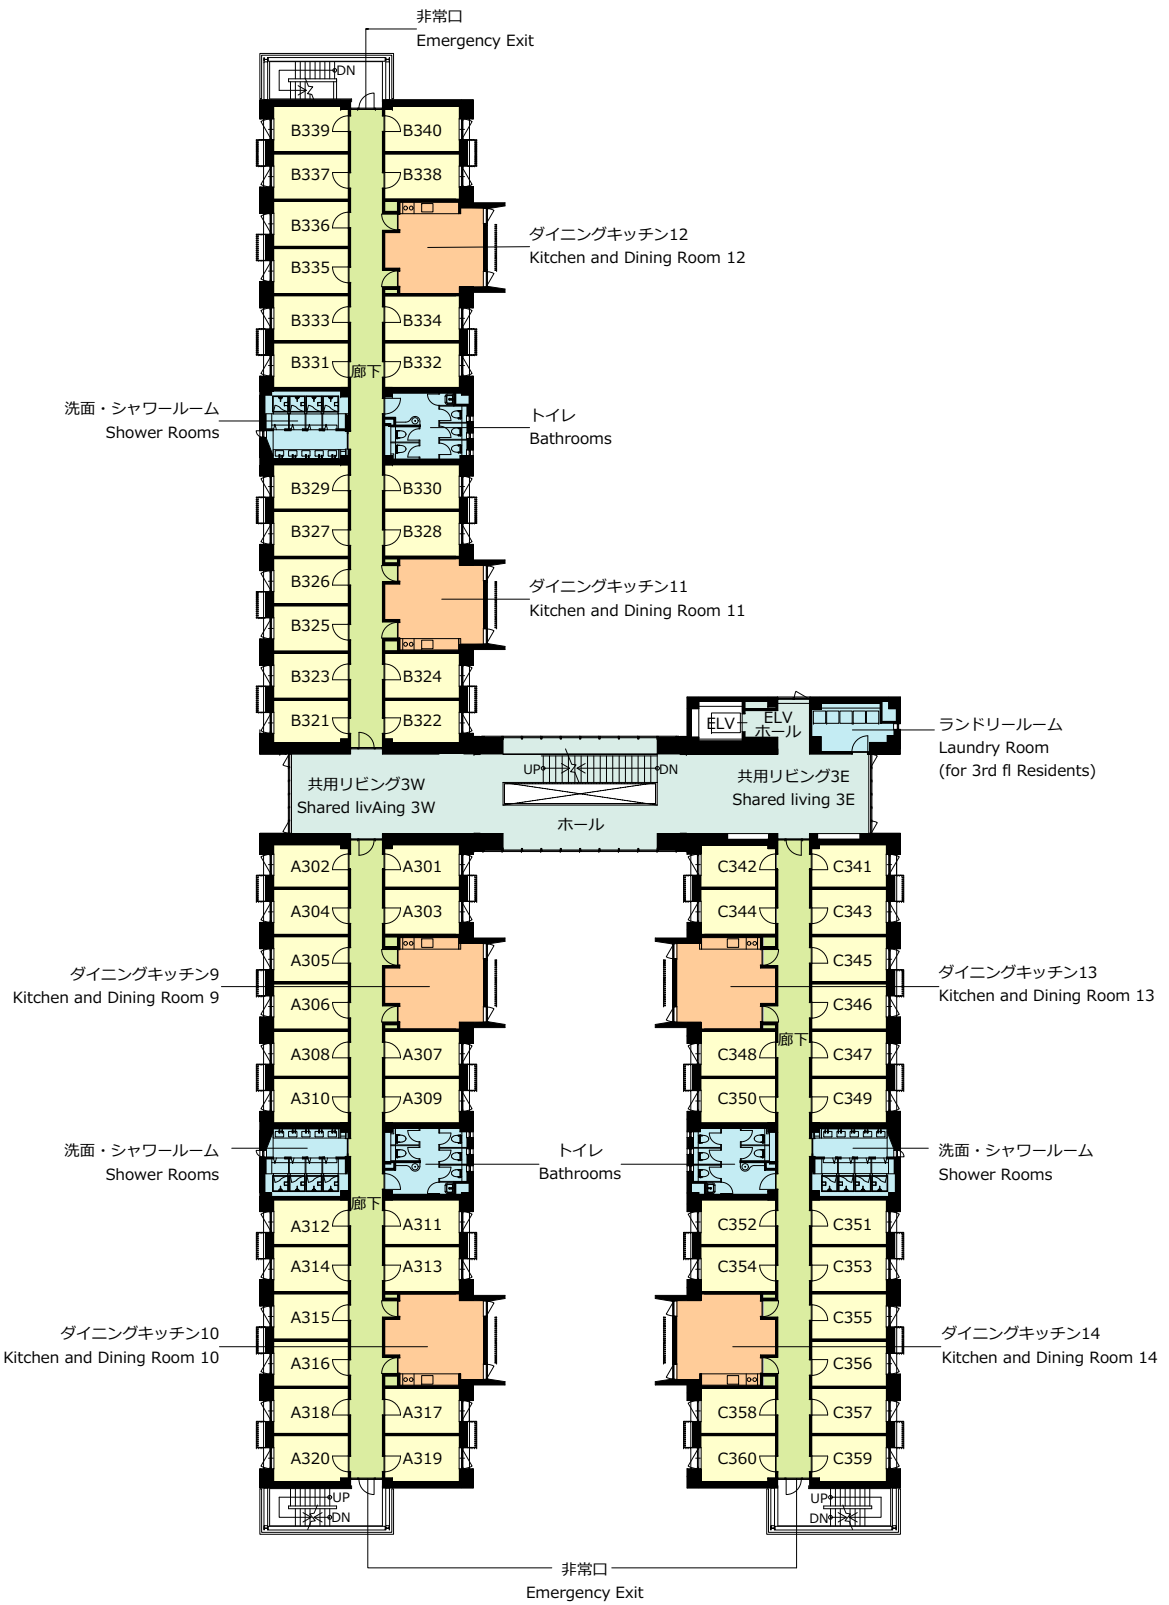 非常口
Emergency Exit
DN
B339
B340
B337
B338
B336
ダイニングキッチン12
Kitchen and Dining Room 12
B335
B333
B334
B331
B332
廊下
洗面・シャワールーム
Shower Rooms
トイレ
Bathrooms
B329
B330
B327
B328
B326
ダイニングキッチン11
Kitchen and Dining Room 11
B325
B323
B324
B321
B322
ELV
ELV
ホール
ランドリールーム
Laundry Room
(for 3rd fl Residents)
UP
DN
共用リビング3W
Shared livAing 3W
共用リビング3E
Shared living 3E
ホール
A302
A301
C342
C341
A304
A303
C344
C343
A305
C345
ダイニングキッチン9
Kitchen and Dining Room 9
ダイニングキッチン13
Kitchen and Dining Room 13
A306
C346
廊下
A308
A307
C348
C347
A310
A309
C350
C349
洗面・シャワールーム
Shower Rooms
トイレ
Bathrooms
洗面・シャワールーム
Shower Rooms
廊下
A312
A311
C352
C351
A314
A313
C354
C353
A315
C355
ダイニングキッチン10
Kitchen and Dining Room 10
ダイニングキッチン14
Kitchen and Dining Room 14
A316
C356
A318
A317
C358
C357
A320
A319
C360
C359
UP
DN
UP
DN
非常口
Emergency Exit